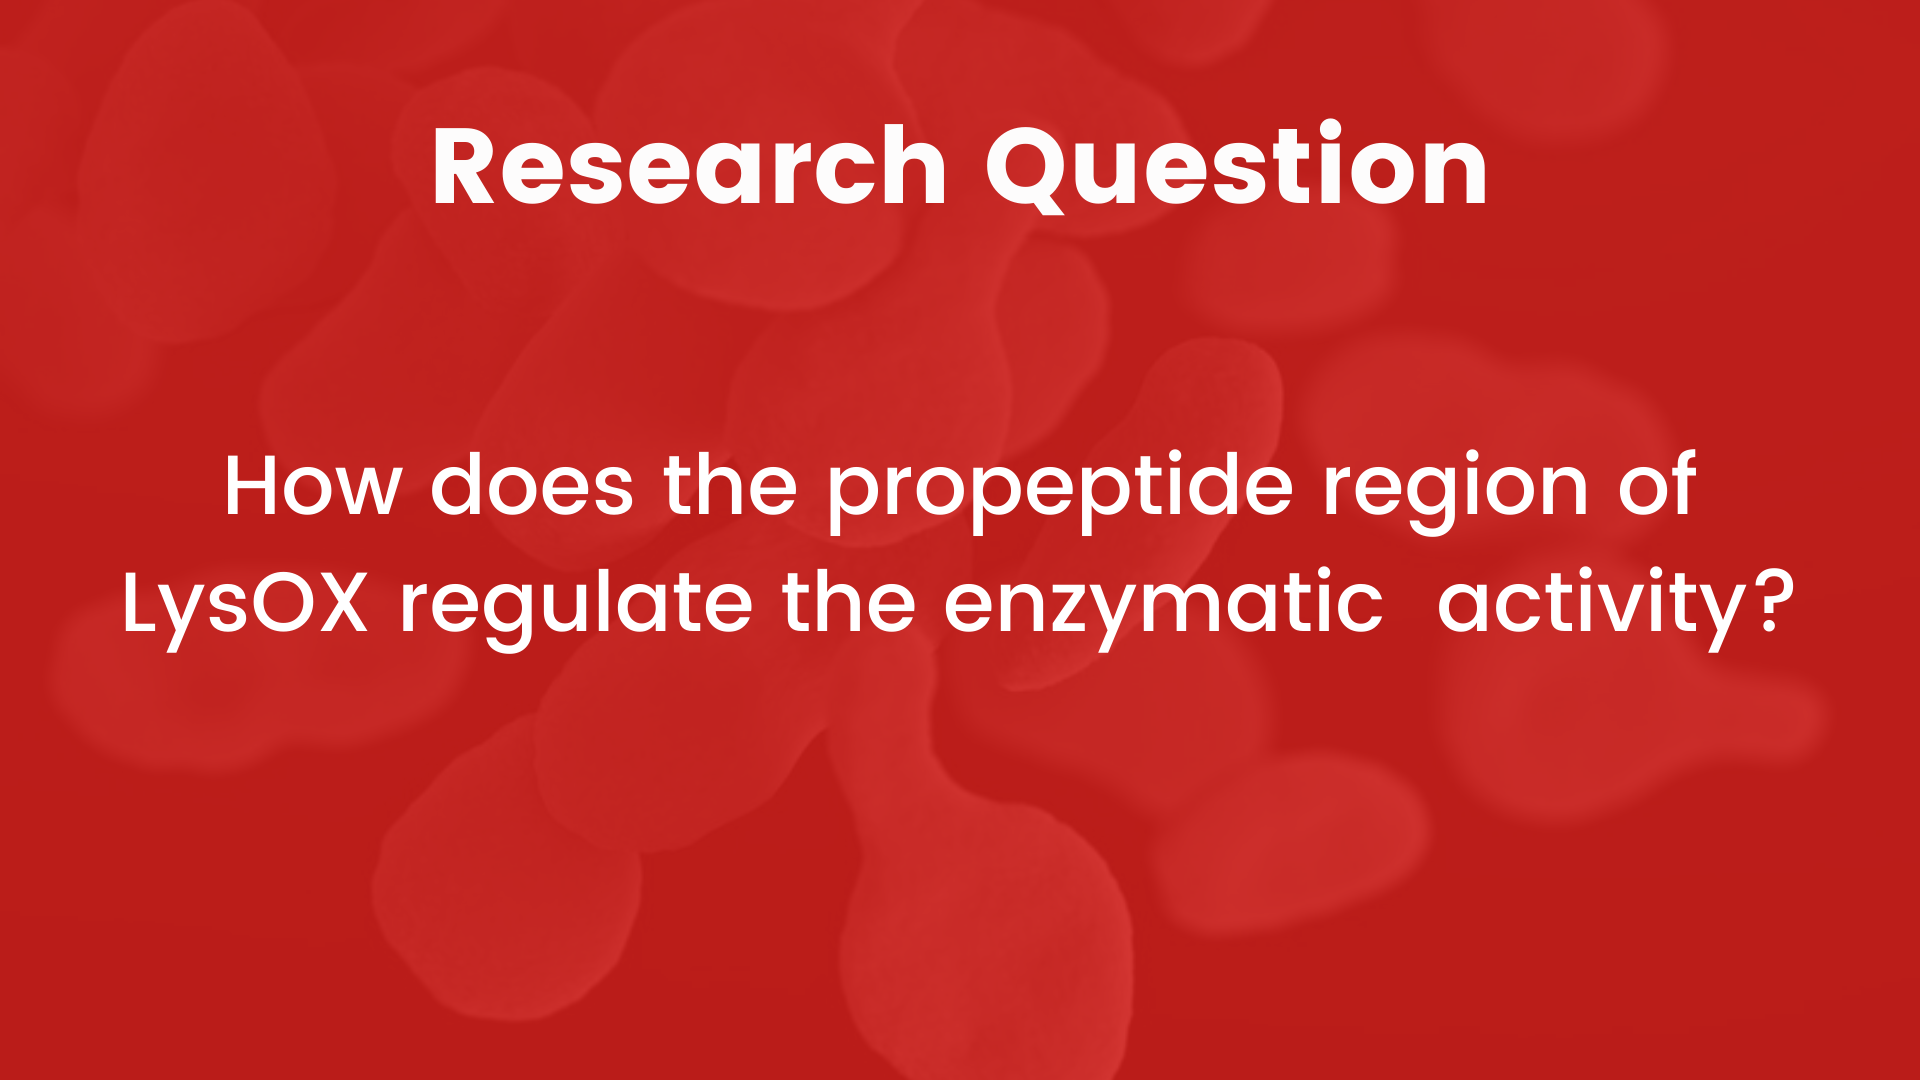 Research Question
How does the propeptide region of
LysOX regulate the enzymatic  activity?